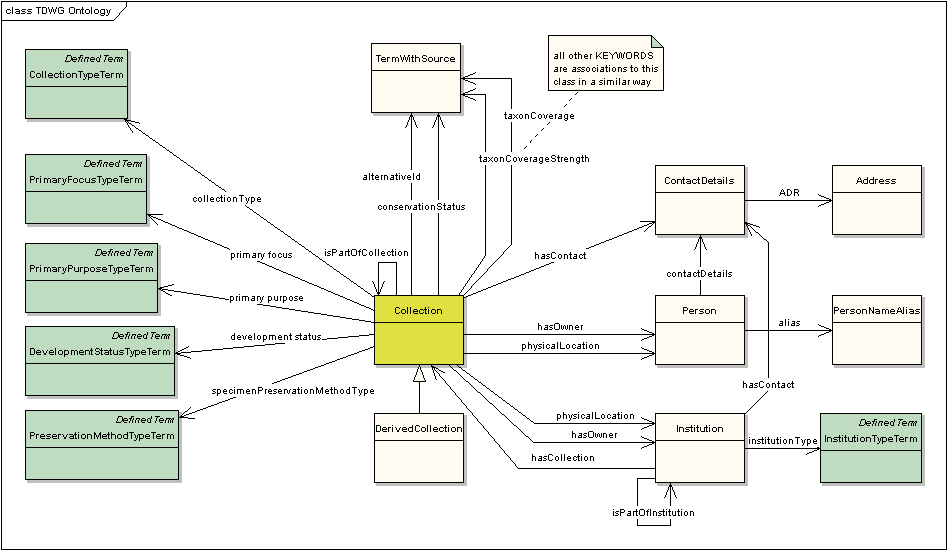 class TDWG Ontology
Defined Term
CollectionTypeTerm
TermWithSource
all other KEYWORDS
are associations to this
class in a similar way
taxonCoverage
taxonCoverageStrength
Defined Term
PrimaryFocusTypeTerm
alternativeId
ContactDetails
Address
ADR
collectionType
conservationStatus
Defined Term
PrimaryPurposeTypeTerm
primary focus
isPartOfCollection
hasContact
contactDetails
primary purpose
Collection
Person
PersonNameAlias
Defined Term
DevelopmentStatusTypeTerm
development status
hasOwner
alias
physicalLocation
specimenPreservationMethodType
hasContact
Defined Term
PreservationMethodTypeTerm
DerivedCollection
physicalLocation
hasOwner
hasCollection
Institution
institutionType
Defined Term
InstitutionTypeTerm
isPartOfInstitution